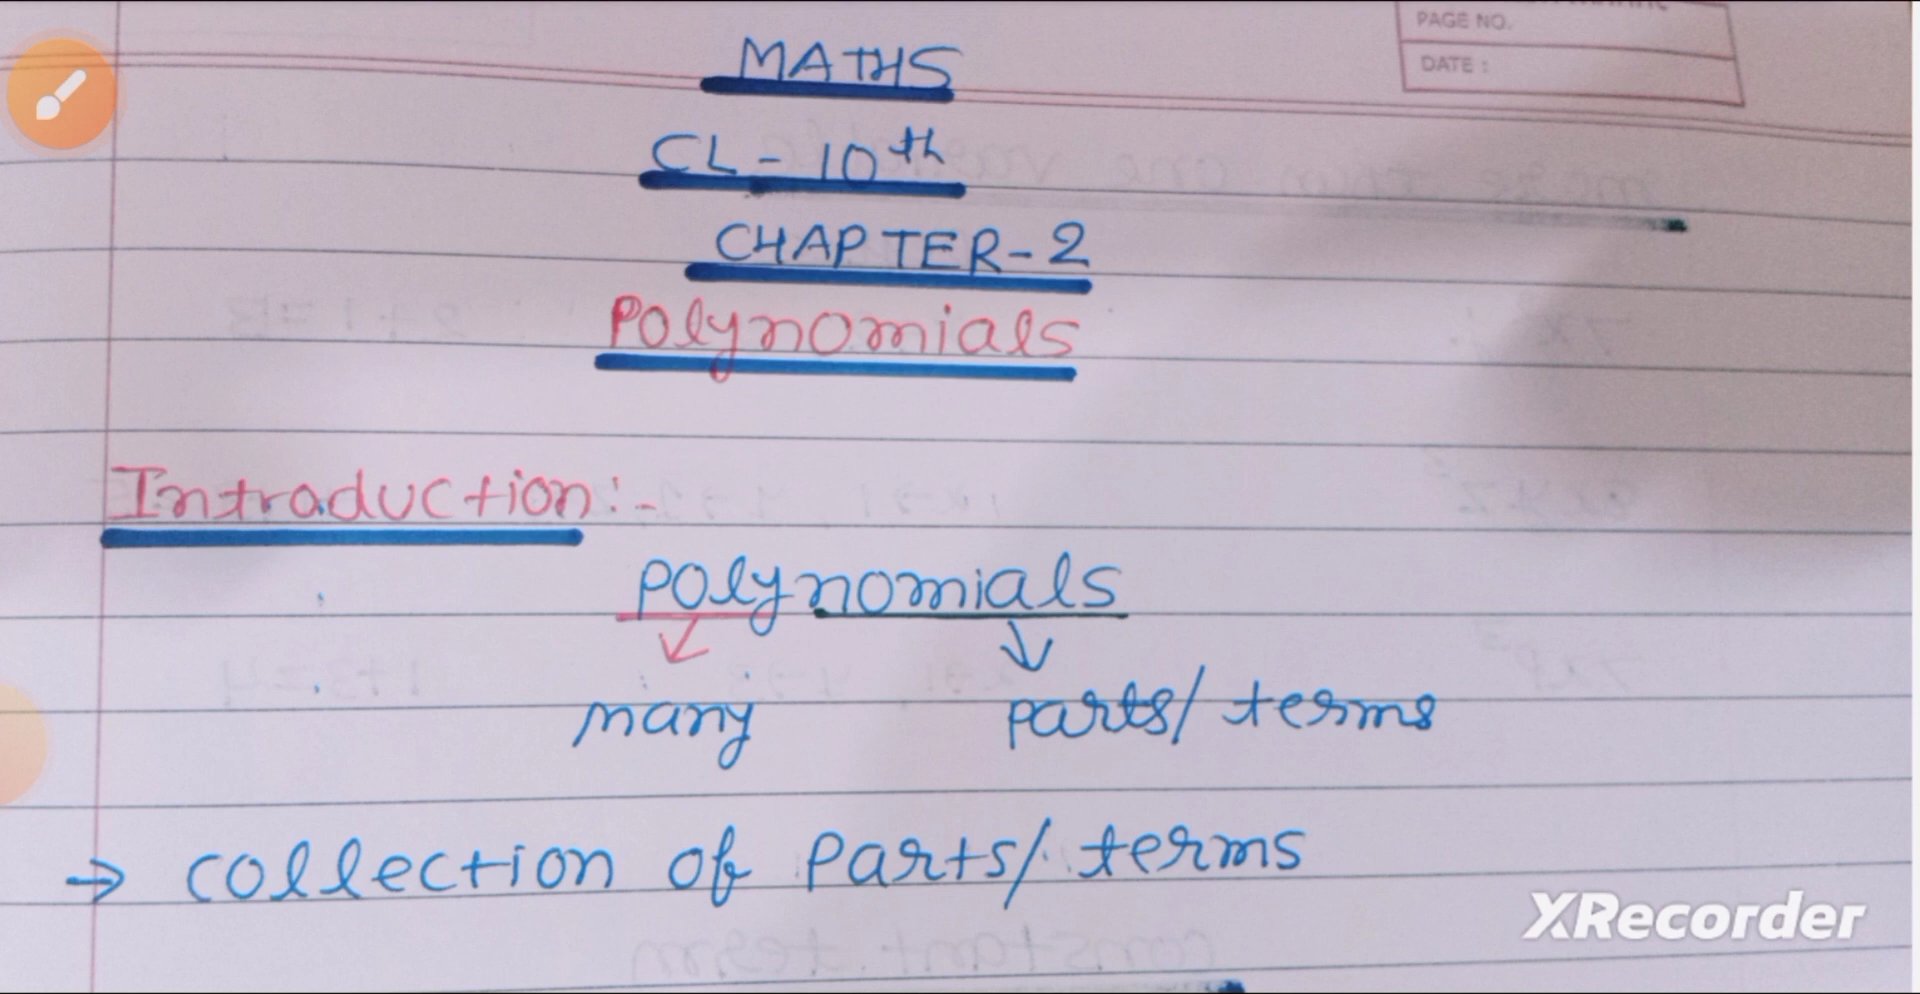 PAGE NO.
DATE :
MATHS
CL - 10th
CHAPTER-2
Polynomials
Introduction:-
Polynomials
many parts/ terms
→ collection of Parts/ terms
XRecorder